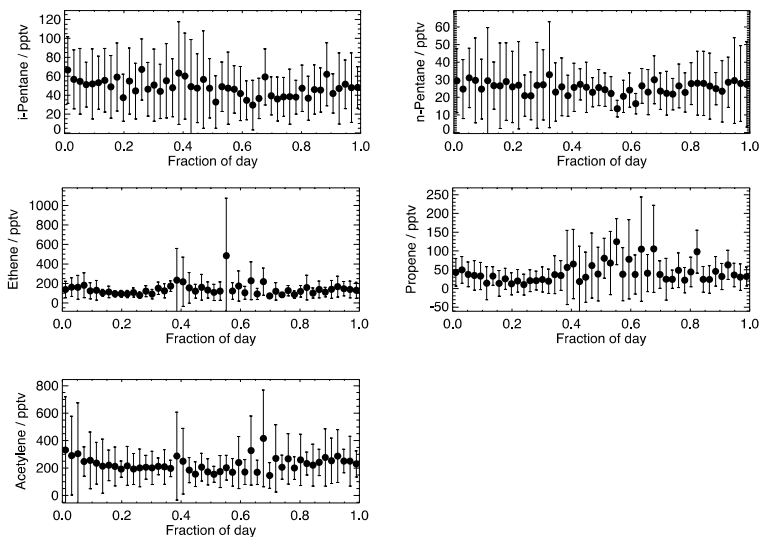 120
100
80
60
40
20
0
i-Pentane / pptv
0.0 0.2 0.4 0.6 0.8 1.0
Fraction of day
60
50
40
30
20
10
0
n-Pentane / pptv
0.0 0.2 0.4 0.6 0.8 1.0
Fraction of day
1000
800
600
400
200
0
Ethene / pptv
0.0 0.2 0.4 0.6 0.8 1.0
Fraction of day
250
200
150
100
50
0
-50
Propene / pptv
0.0 0.2 0.4 0.6 0.8 1.0
Fraction of day
800
600
400
200
0
Acetylene / pptv
0.0 0.2 0.4 0.6 0.8 1.0
Fraction of day